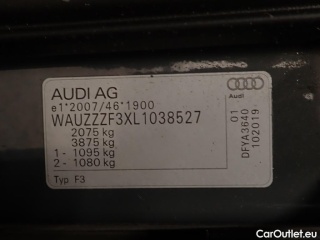 AUDI AG
e1*2007/46*1900
WAUZZZF3XL1038527
2075 kg
3875 kg
1- 1095 kg
2- 1080 kg
Typ F3
01
DFYA3640
102019
CarOutlet.eu